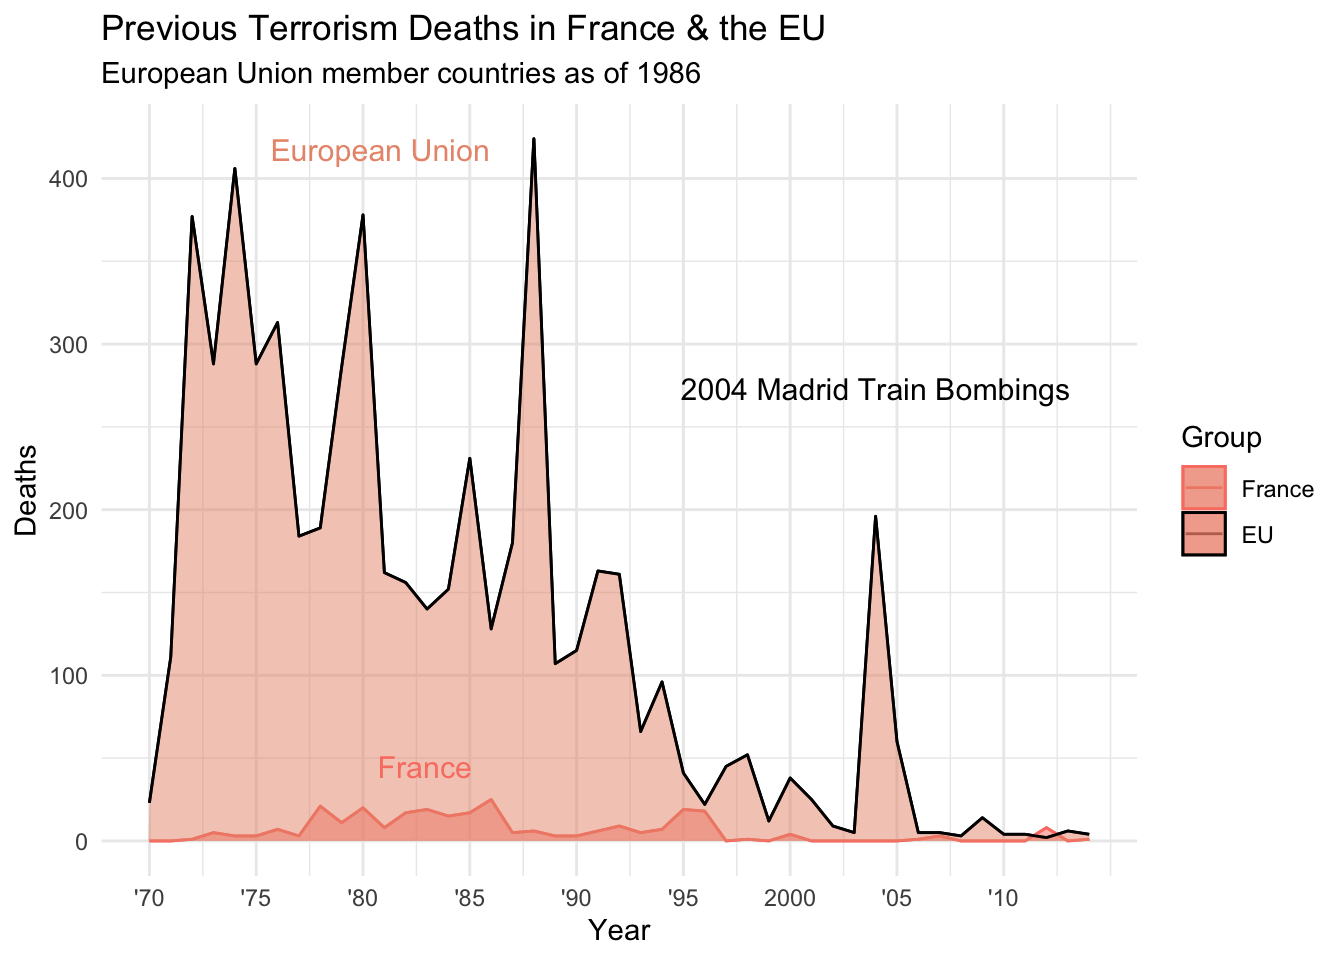 Previous Terrorism Deaths in France & the EU
European Union member countries as of 1986
European Union
400
300
2004 Madrid Train Bombings
Group
France
EU
Deaths
200
100
France
0
'70 '75 '80 '85 '90 '95 2000 '05 '10
Year